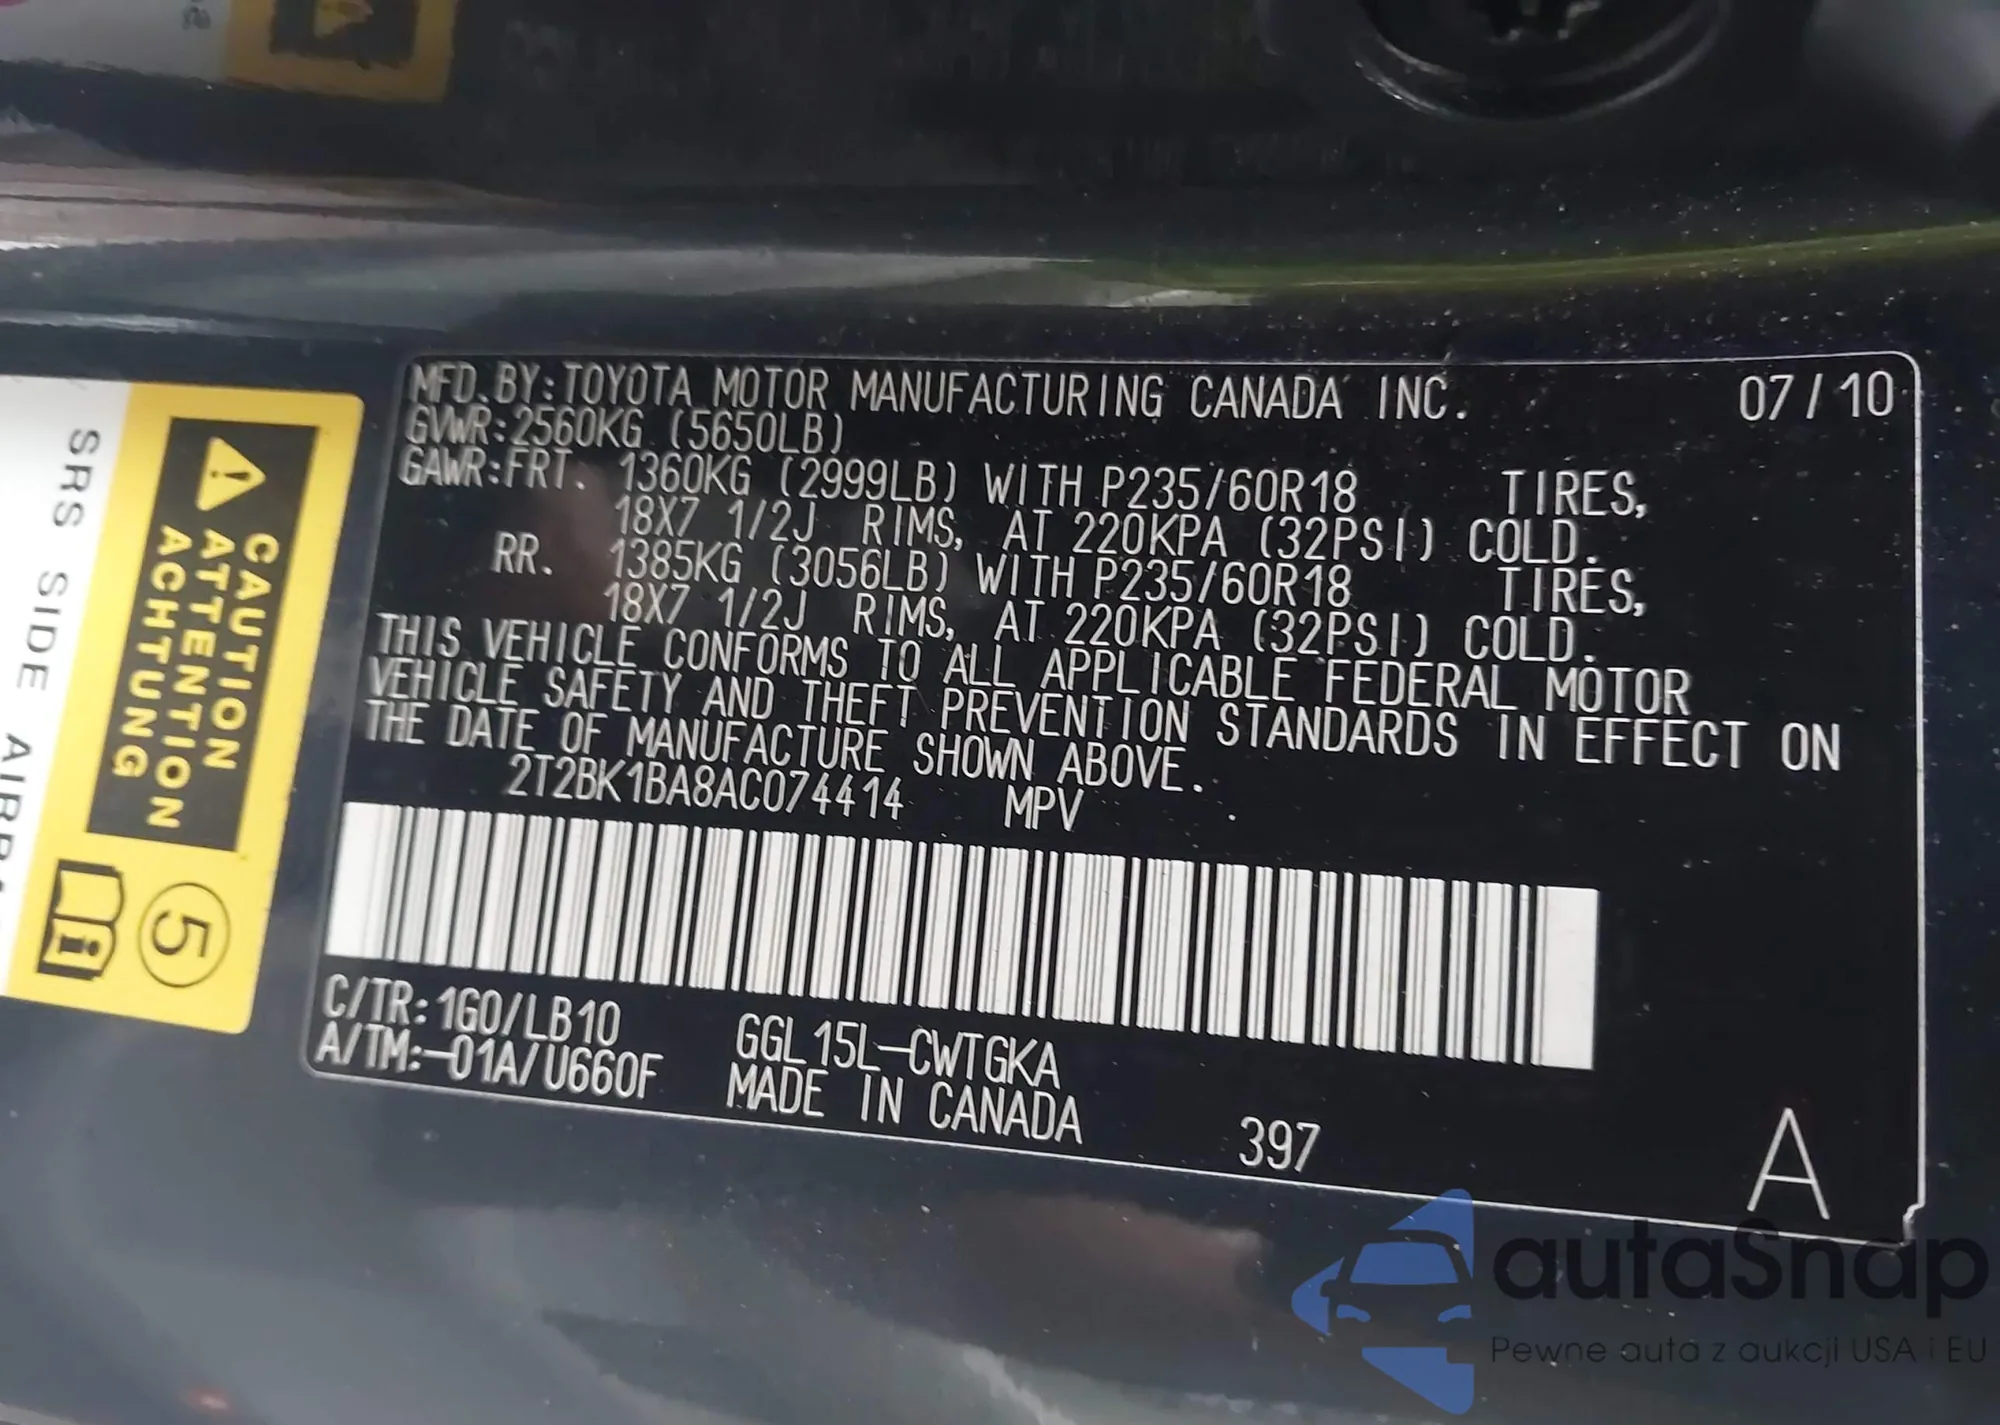 MFD.BY:TOYOTA MOTOR MANUFACTURING CANADA INC. 07/10
GVWR:2560KG (5650LB)
GAWR:FRT. 1360KG (2999LB) WITH P235/60R18 TIRES,
18X7 1/2J RIMS, AT 220KPA (32PSI) COLD.
RR. 1385KG (3056LB) WITH P235/60R18 TIRES,
18X7 1/2J RIMS, AT 220KPA (32PSI) COLD.
THIS VEHICLE CONFORMS TO ALL APPLICABLE FEDERAL MOTOR
VEHICLE SAFETY AND THEFT PREVENTION STANDARDS IN EFFECT ON
THE DATE OF MANUFACTURE SHOWN ABOVE.
2T2BK1BA8AC074414 MPV
C/TR:1G0/LB10 GGL15L-CWTGKA
A/TM:-01A/U660F MADE IN CANADA
397
A
CAUTION
ATTENTION
ACHTUNG
5
i
SRS SIDE
autaSnap
Pewne auta z aukcji USA i EU